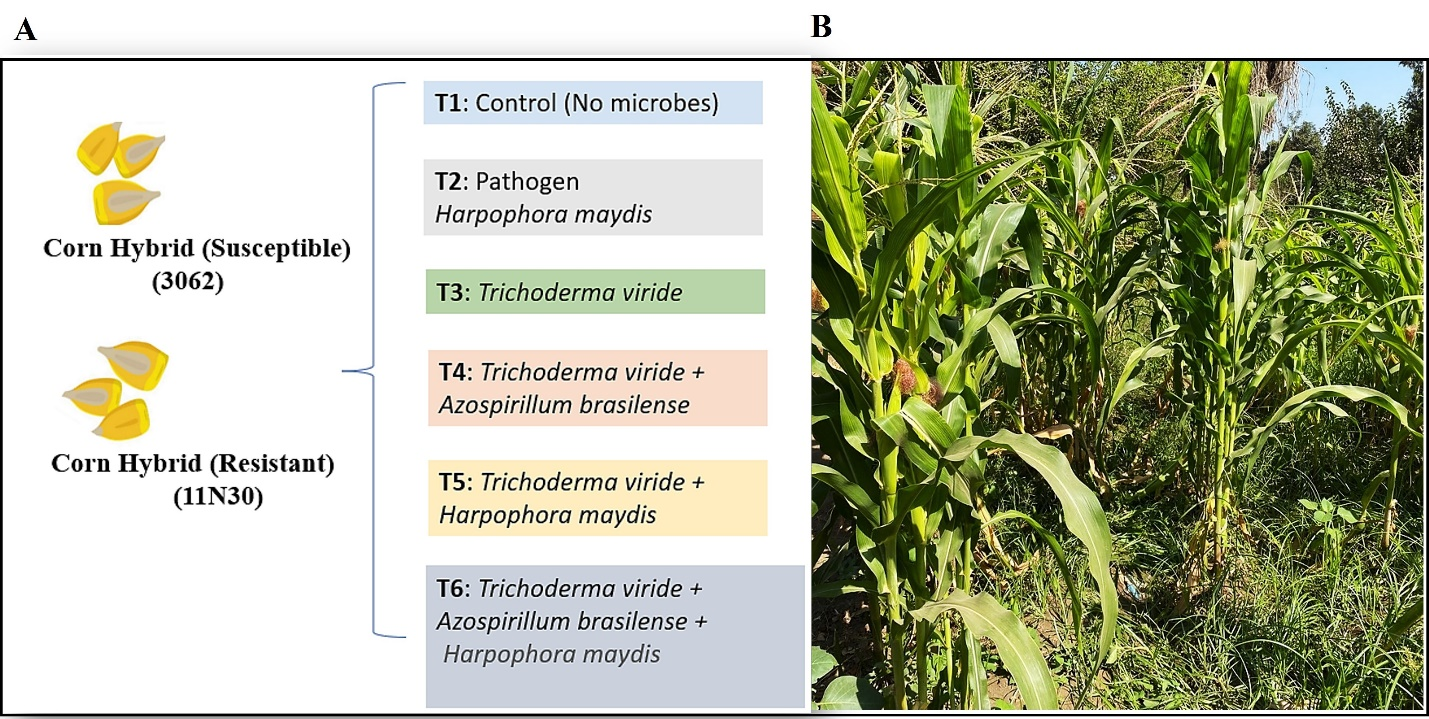 A
B
Corn Hybrid (Susceptible)
(3062)
Corn Hybrid (Resistant)
(11N30)
T1: Control (No microbes)
T2: Pathogen
Harpophora maydis
T3: Trichoderma viride
T4: Trichoderma viride +
Azospirillum brasilense
T5: Trichoderma viride +
Harpophora maydis
T6: Trichoderma viride +
Azospirillum brasilense +
Harpophora maydis